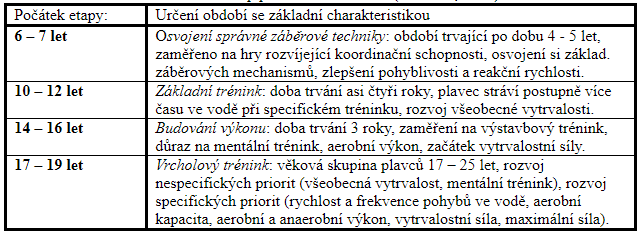 Počátek etapy: Určení období se základní charakteristikou
6 – 7 let Osvojení správné záběrové techniky: období trvající po dobu 4 - 5 let,
zaměřeno na hry rozvíjející koordinační schopnosti, osvojení si základ.
záběrových mechanismů, zlepšení pohyblivosti a reakční rychlosti.
10 – 12 let Základní trénink: doba trvání asi čtyři roky, plavec stráví postupně více
času ve vodě při specifickém tréninku, rozvoj všeobecné vytrvalosti.
14 – 16 let Budování výkonu: doba trvání 3 roky, zaměření na výstavbový trénink,
důraz na mentální trénink, aerobní výkon, začátek vytrvalostní síly.
17 – 19 let Vrcholový trénink: věková skupina plavců 17 – 25 let, rozvoj
nespecifických priorit (všeobecná vytrvalost, mentální trénink), rozvoj
specifických priorit (rychlost a frekvence pohybů ve vodě, aerobní
kapacita, aerobní a anaerobní výkon, vytrvalostní síla, maximální síla).